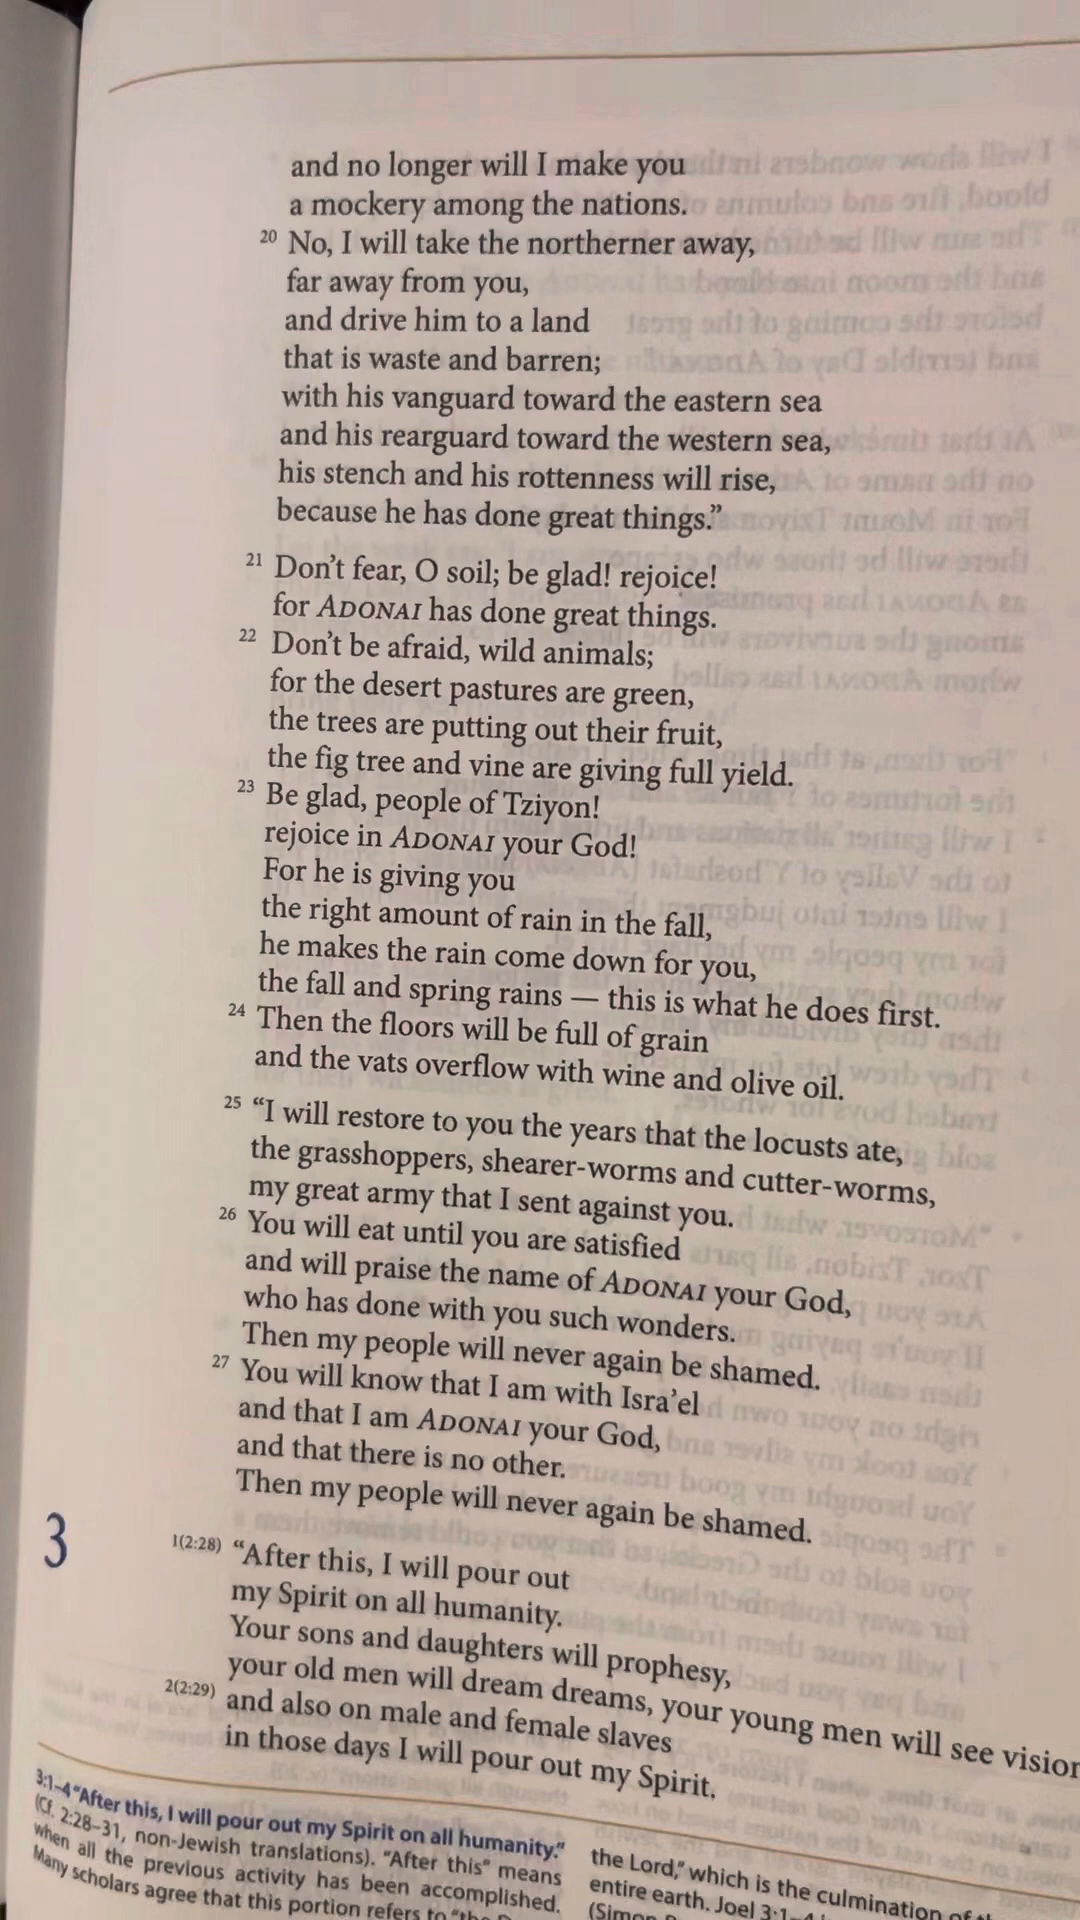 and no longer will I make you
a mockery among the nations.
20 No, I will take the northerner away,
far away from you,
and drive him to a land
that is waste and barren;
with his vanguard toward the eastern sea
and his rearguard toward the western sea,
his stench and his rottenness will rise,
because he has done great things.”
21 Don’t fear, O soil; be glad! rejoice!
for ADONAI has done great things.
22 Don’t be afraid, wild animals;
for the desert pastures are green,
the trees are putting out their fruit,
the fig tree and vine are giving full yield.
23 Be glad, people of Tziyon!
rejoice in ADONAI your God!
For he is giving you
the right amount of rain in the fall,
he makes the rain come down for you,
the fall and spring rains — this is what he does first.
24 Then the floors will be full of grain
and the vats overflow with wine and olive oil.
25 “I will restore to you the years that the locusts ate,
the grasshoppers, shearer-worms and cutter-worms,
my great army that I sent against you.
26 You will eat until you are satisfied
and will praise the name of ADONAI your God,
who has done with you such wonders.
Then my people will never again be shamed.
27 You will know that I am with Isra’el
and that I am ADONAI your God,
and that there is no other.
Then my people will never again be shamed.
3
1(2:28) “After this, I will pour out
my Spirit on all humanity.
Your sons and daughters will prophesy,
your old men will dream dreams, your young men will see vision
2(2:29) and also on male and female slaves
in those days I will pour out my Spirit.
3:1–4 “After this, I will pour out my Spirit on all humanity.”
(Cf. 2:28–31, non-Jewish translations). “After this” means
when all the previous activity has been accomplished.
Many scholars agree that this portion refers to “the
the Lord,” which is the culmination of
entire earth. Joel 3:1–4
(Simon